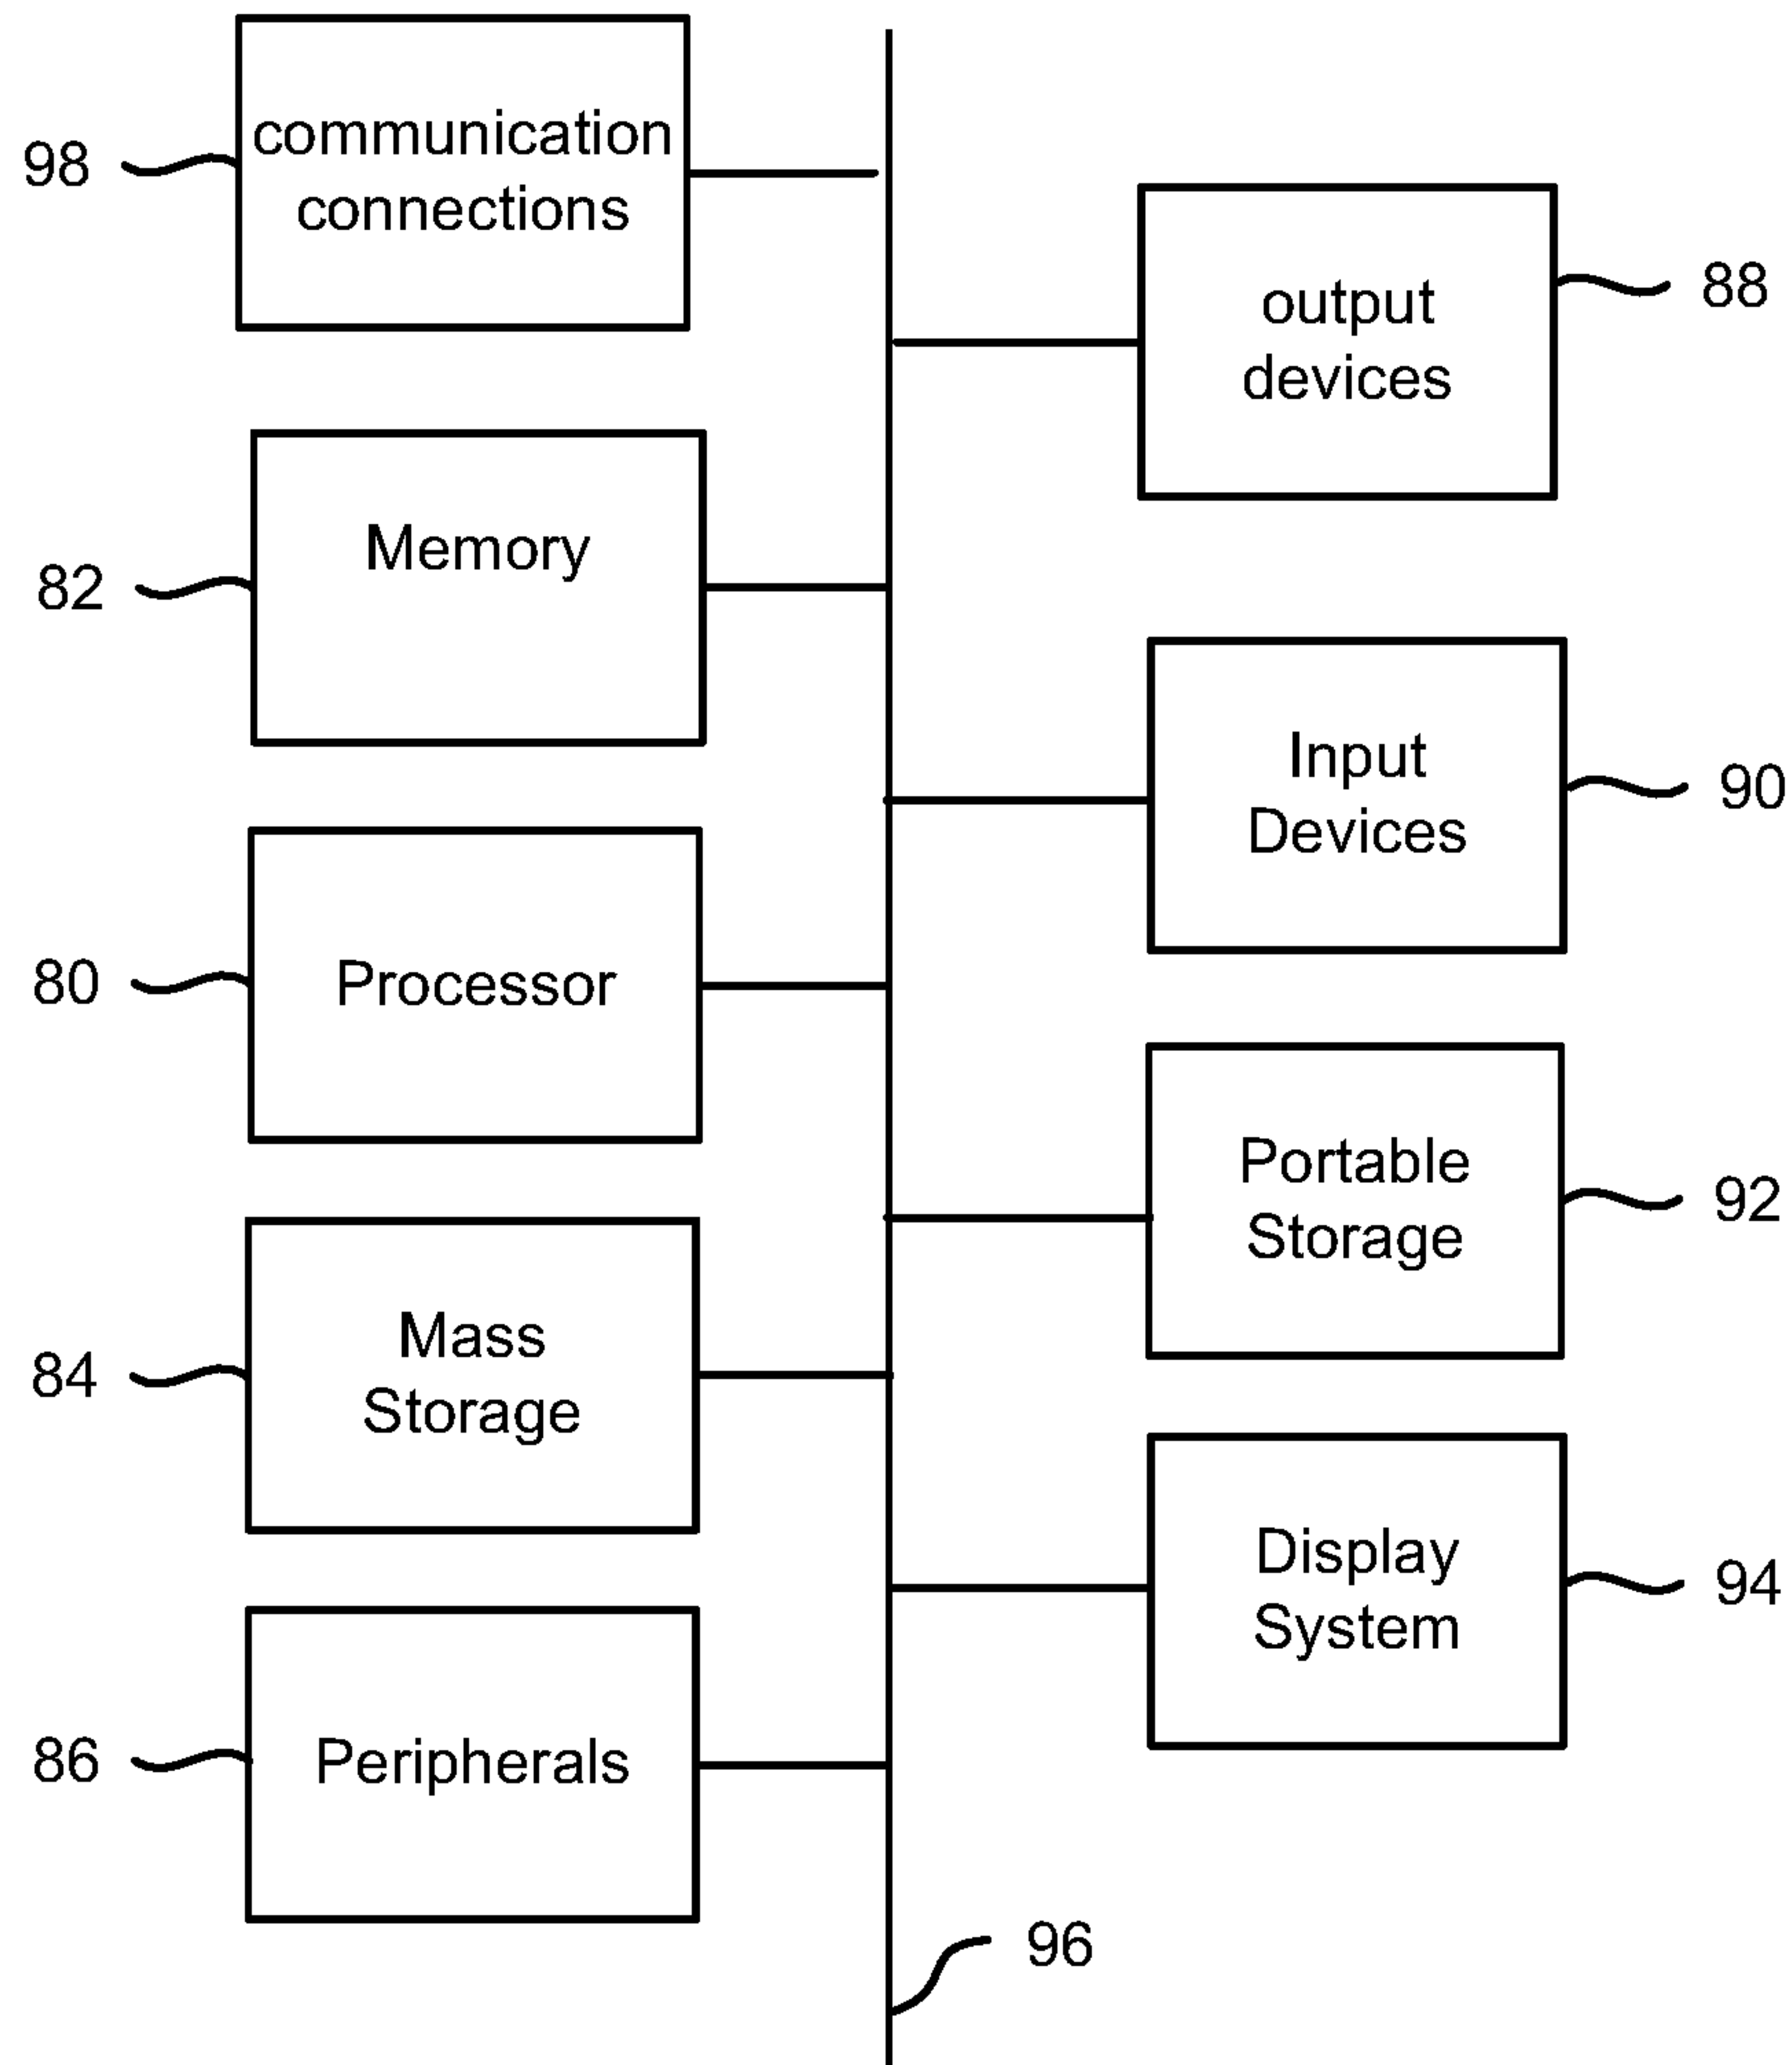 communication
connections
98
output
devices
88
Memory
82
Input
Devices
90
Processor
80
Portable
Storage
92
Mass
Storage
84
Display
System
94
Peripherals
86
96